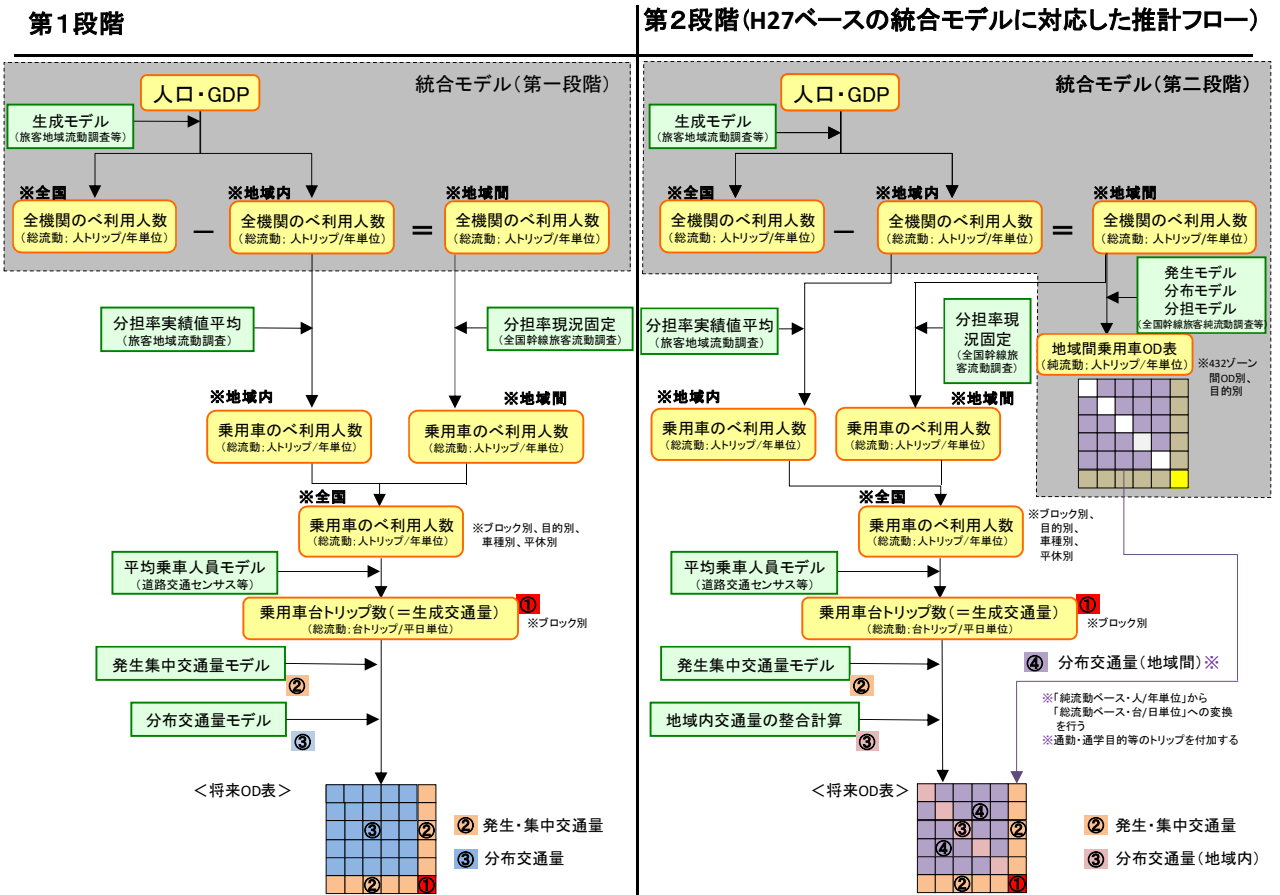 第1段階
統合モデル(第一段階)
人口・GDP
生成モデル
(旅客地域流動調査等)
※全国
※地域内
※地域間
全機関のべ利用人数
(総流動;人トリップ/年単位)
－
全機関のべ利用人数
(総流動;人トリップ/年単位)
＝
全機関のべ利用人数
(総流動;人トリップ/年単位)
分担率実績値平均
(旅客地域流動調査)
分担率現況固定
(全国幹線旅客流動調査)
※地域内
※地域間
乗用車のべ利用人数
(総流動;人トリップ/年単位)
乗用車のべ利用人数
(総流動;人トリップ/年単位)
※全国
乗用車のべ利用人数
(総流動;人トリップ/年単位)
※ブロック別、目的別、
車種別、平休別
平均乗車人員モデル
(道路交通センサス等)
乗用車台トリップ数(＝生成交通量)
(総流動;台トリップ/平日単位)
①
※ブロック別
発生集中交通量モデル
②
分布交通量モデル
③
＜将来OD表＞
③
②
②
①
② 発生・集中交通量
③ 分布交通量
第2段階(H27ベースの統合モデルに対応した推計フロー)
統合モデル(第二段階)
人口・GDP
生成モデル
(旅客地域流動調査等)
※全国
※地域内
※地域間
全機関のべ利用人数
(総流動;人トリップ/年単位)
－
全機関のべ利用人数
(総流動;人トリップ/年単位)
＝
全機関のべ利用人数
(総流動;人トリップ/年単位)
発生モデル
分布モデル
分担モデル
(全国幹線旅客純流動調査等)
分担率実績値平均
(旅客地域流動調査)
分担率現
況固定
(全国幹線旅
客流動調査)
地域間乗用車OD表
(純流動;人トリップ/年単位)
※432ゾーン
間OD別、
目的別
※地域内
※地域間
乗用車のべ利用人数
(総流動;人トリップ/年単位)
乗用車のべ利用人数
(総流動;人トリップ/年単位)
※全国
乗用車のべ利用人数
(総流動;人トリップ/年単位)
※ブロック別、
目的別、
車種別、
平休別
平均乗車人員モデル
(道路交通センサス等)
乗用車台トリップ数(＝生成交通量)
(総流動;台トリップ/平日単位)
①
※ブロック別
発生集中交通量モデル
②
④ 分布交通量(地域間)※
※「純流動ベース・人/年単位」から
「総流動ベース・台/日単位」への変換
を行う
※通勤・通学目的等のトリップを付加する
地域内交通量の整合計算
③
＜将来OD表＞
④
③
②
④
②
①
② 発生・集中交通量
③ 分布交通量(地域内)